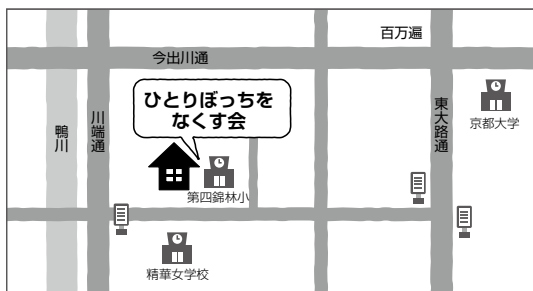 百万遍
今出川通
ひとりぼっちを
なくす会
鴨川
川端通
東大路通
京都大学
第四錦林小
精華女学校